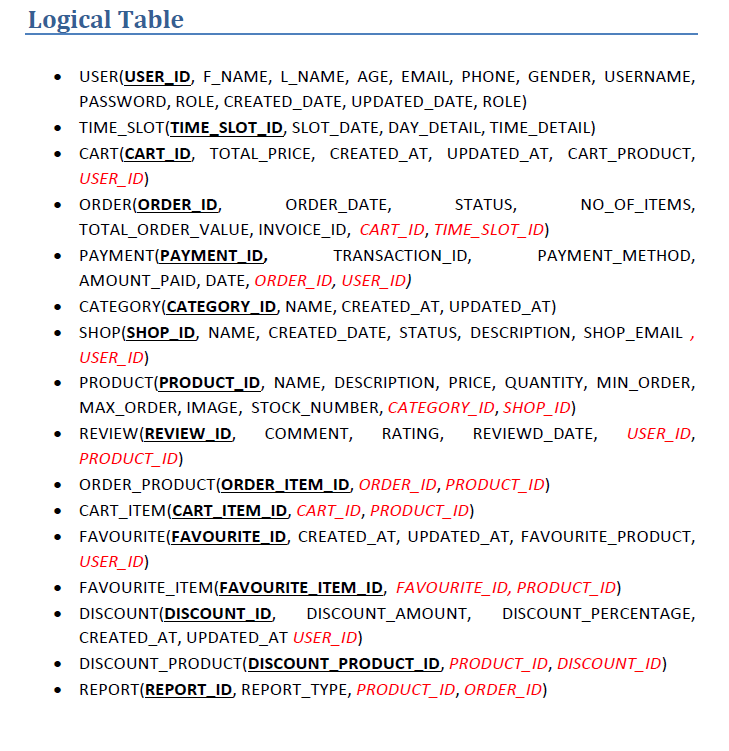 Logical Table
• USER(USER_ID, F_NAME, L_NAME, AGE, EMAIL, PHONE, GENDER, USERNAME,
PASSWORD, ROLE, CREATED_DATE, UPDATED_DATE, ROLE)
• TIME_SLOT(TIME_SLOT_ID, SLOT_DATE, DAY_DETAIL, TIME_DETAIL)
• CART(CART_ID, TOTAL_PRICE, CREATED_AT, UPDATED_AT, CART_PRODUCT,
USER_ID)
• ORDER(ORDER_ID, ORDER_DATE, STATUS, NO_OF_ITEMS,
TOTAL_ORDER_VALUE, INVOICE_ID, CART_ID, TIME_SLOT_ID)
• PAYMENT(PAYMENT_ID, TRANSACTION_ID, PAYMENT_METHOD,
AMOUNT_PAID, DATE, ORDER_ID, USER_ID)
• CATEGORY(CATEGORY_ID, NAME, CREATED_AT, UPDATED_AT)
• SHOP(SHOP_ID, NAME, CREATED_DATE, STATUS, DESCRIPTION, SHOP_EMAIL ,
USER_ID)
• PRODUCT(PRODUCT_ID, NAME, DESCRIPTION, PRICE, QUANTITY, MIN_ORDER,
MAX_ORDER, IMAGE, STOCK_NUMBER, CATEGORY_ID, SHOP_ID)
• REVIEW(REVIEW_ID, COMMENT, RATING, REVIEWD_DATE, USER_ID,
PRODUCT_ID)
• ORDER_PRODUCT(ORDER_ITEM_ID, ORDER_ID, PRODUCT_ID)
• CART_ITEM(CART_ITEM_ID, CART_ID, PRODUCT_ID)
• FAVOURITE(FAVOURITE_ID, CREATED_AT, UPDATED_AT, FAVOURITE_PRODUCT,
USER_ID)
• FAVOURITE_ITEM(FAVOURITE_ITEM_ID, FAVOURITE_ID, PRODUCT_ID)
• DISCOUNT(DISCOUNT_ID, DISCOUNT_AMOUNT, DISCOUNT_PERCENTAGE,
CREATED_AT, UPDATED_AT USER_ID)
• DISCOUNT_PRODUCT(DISCOUNT_PRODUCT_ID, PRODUCT_ID, DISCOUNT_ID)
• REPORT(REPORT_ID, REPORT_TYPE, PRODUCT_ID, ORDER_ID)